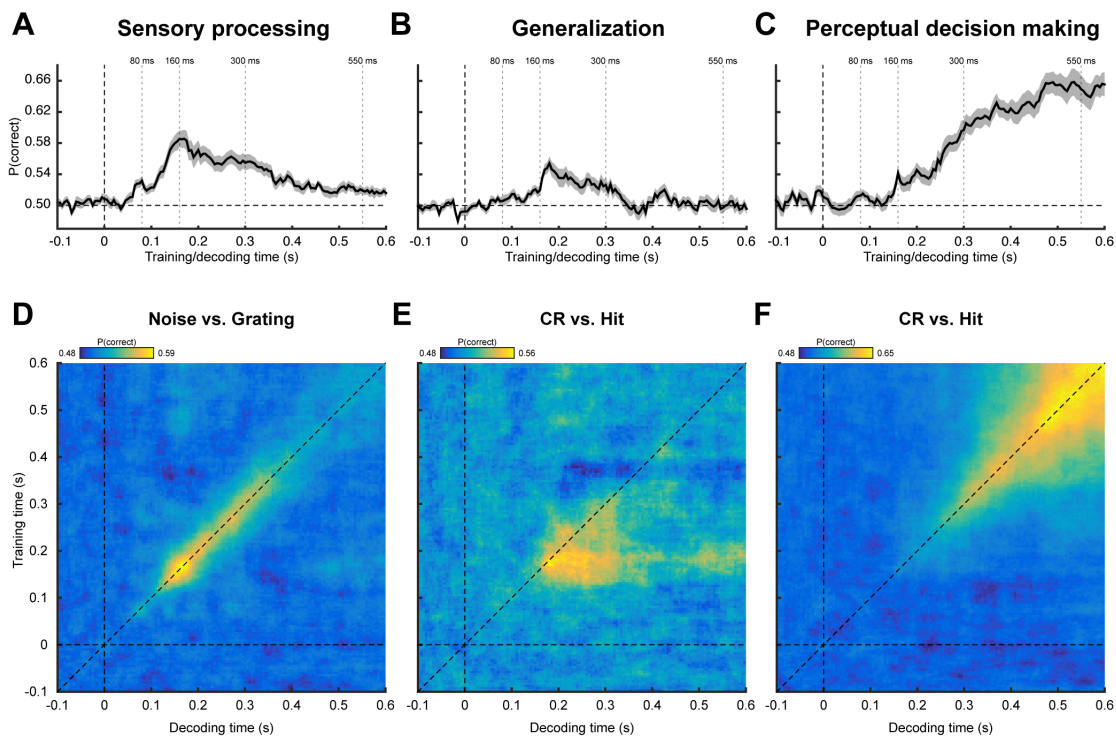 A Sensory processing
B Generalization
C Perceptual decision making
80 ms 160 ms 300 ms 550 ms
80 ms 160 ms 300 ms 550 ms
80 ms 160 ms 300 ms 550 ms
P(correct)
0.66
0.62
0.58
0.54
0.50
-0.1 0 0.1 0.2 0.3 0.4 0.5 0.6
Training/decoding time (s)
-0.1 0 0.1 0.2 0.3 0.4 0.5 0.6
Training/decoding time (s)
-0.1 0 0.1 0.2 0.3 0.4 0.5 0.6
Training/decoding time (s)
D Noise vs. Grating
P(correct)
0.48 0.59
E CR vs. Hit
P(correct)
0.48 0.56
F CR vs. Hit
P(correct)
0.48 0.65
Training time (s)
0.6
0.5
0.4
0.3
0.2
0.1
0
-0.1
-0.1 0 0.1 0.2 0.3 0.4 0.5 0.6
Decoding time (s)
-0.1 0 0.1 0.2 0.3 0.4 0.5 0.6
Decoding time (s)
-0.1 0 0.1 0.2 0.3 0.4 0.5 0.6
Decoding time (s)